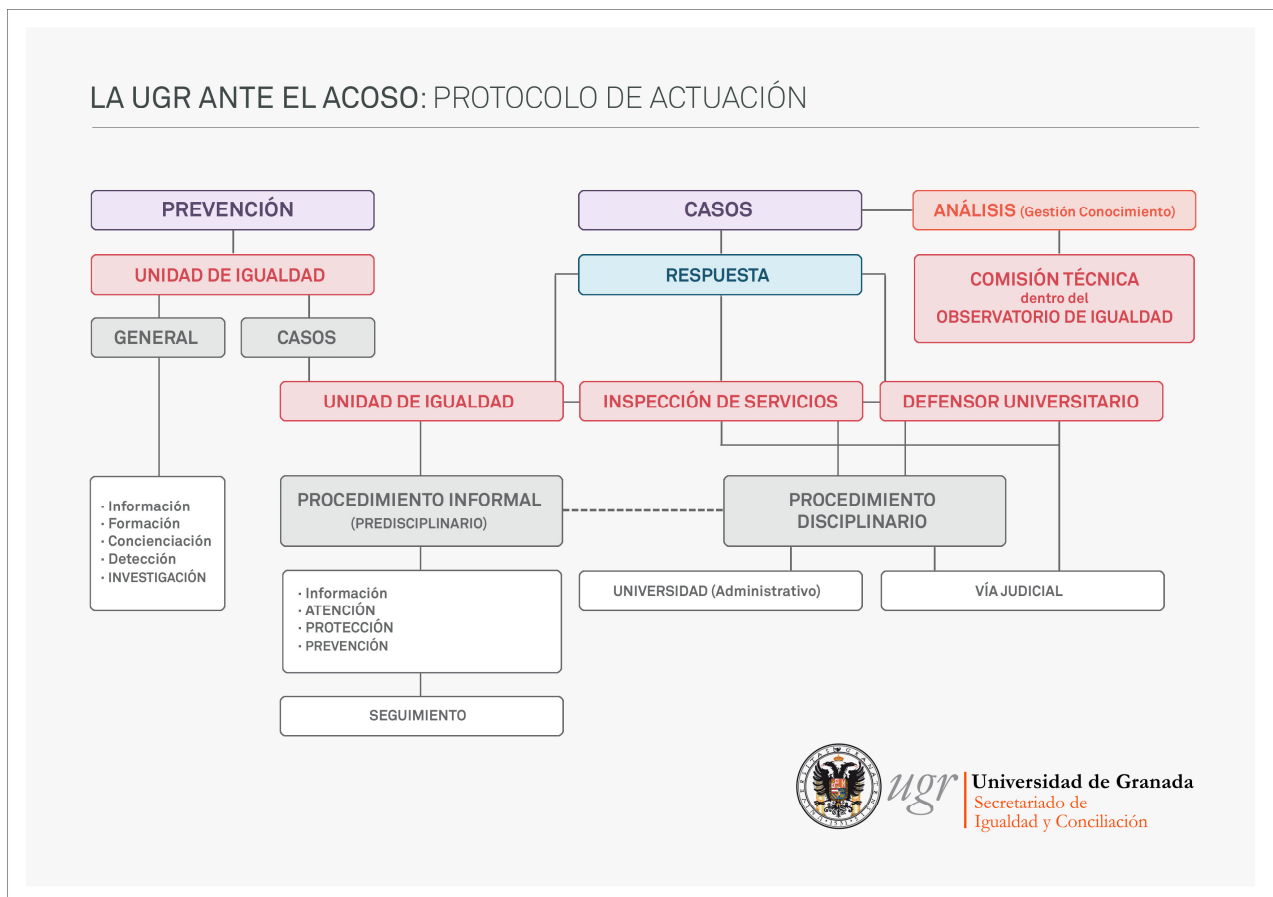 LA UGR ANTE EL ACOSO: PROTOCOLO DE ACTUACIÓN
PREVENCIÓN
CASOS
ANÁLISIS (Gestión Conocimiento)
UNIDAD DE IGUALDAD
RESPUESTA
COMISIÓN TÉCNICA
dentro del
OBSERVATORIO DE IGUALDAD
GENERAL
CASOS
UNIDAD DE IGUALDAD
INSPECCIÓN DE SERVICIOS
DEFENSOR UNIVERSITARIO
· Información
· Formación
· Concienciación
· Detección
· INVESTIGACIÓN
PROCEDIMIENTO INFORMAL
(PREDISCIPLINARIO)
PROCEDIMIENTO
DISCIPLINARIO
· Información
· ATENCIÓN
· PROTECCIÓN
· PREVENCIÓN
UNIVERSIDAD (Administrativo)
VÍA JUDICIAL
SEGUIMIENTO
ugr
Universidad de Granada
Secretariado de
Igualdad y Conciliación